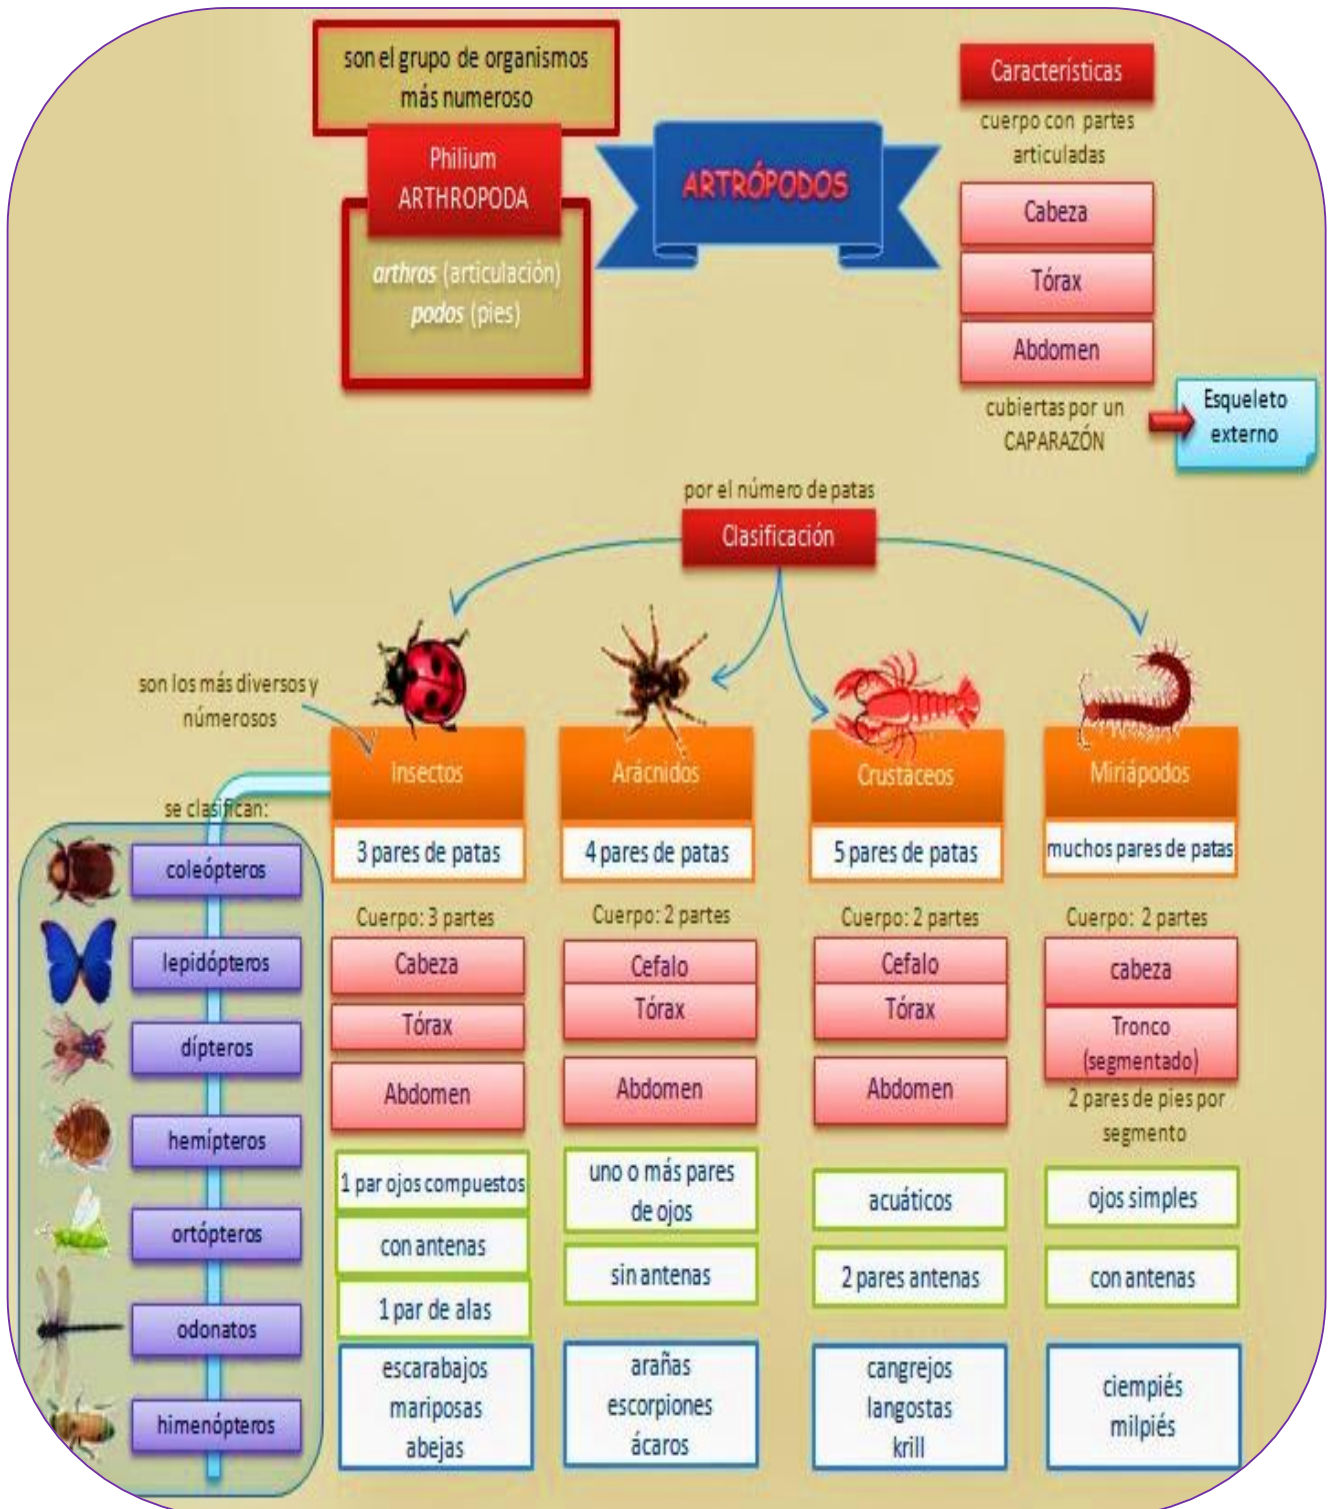 son el grupo de organismos
más numeroso
Philium
ARTHROPODA
arthros (articulación)
podos (pies)
ARTRÓPODOS
Características
cuerpo con partes
articuladas
Cabeza
Tórax
Abdomen
cubiertas por un
CAPARAZÓN
Esqueleto
externo
por el número de patas
Clasificación
son los más diversos y
númerosos
se clasifican:
coleópteros
lepidópteros
dípteros
hemípteros
ortópteros
odonatos
himenópteros
Insectos
3 pares de patas
Cuerpo: 3 partes
Cabeza
Tórax
Abdomen
1 par ojos compuestos
con antenas
1 par de alas
escarabajos
mariposas
abejas
Arácnidos
4 pares de patas
Cuerpo: 2 partes
Cefalo
Tórax
Abdomen
uno o más pares
de ojos
sin antenas
arañas
escorpiones
ácaros
Crustáceos
5 pares de patas
Cuerpo: 2 partes
Cefalo
Tórax
Abdomen
acuáticos
2 pares antenas
cangrejos
langostas
krill
Miriápodos
muchos pares de patas
Cuerpo: 2 partes
cabeza
Tronco
(segmentado)
2 pares de pies por
segmento
ojos simples
con antenas
ciempiés
milpiés